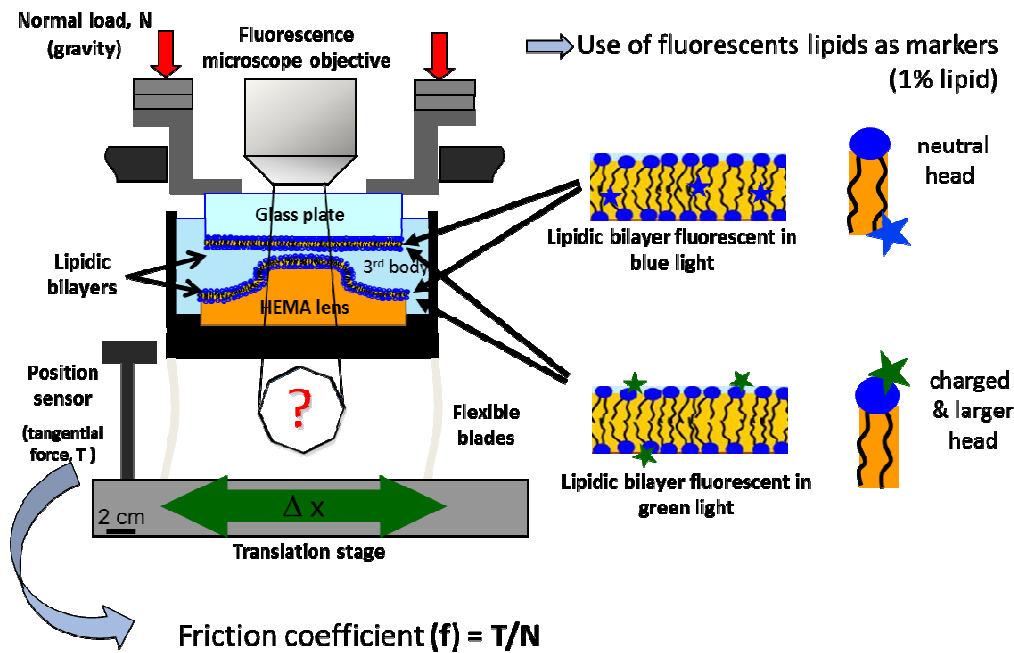 Normal load, N
(gravity)
Fluorescence
microscope objective
Use of fluorescents lipids as markers
(1% lipid)
neutral
head
Glass plate
Lipidic bilayer fluorescent in
blue light
Lipidic
bilayers
3rd body
HEMA lens
Position
sensor
(tangential
force, T )
?
Flexible
blades
charged
& larger
head
Lipidic bilayer fluorescent in
green light
Δ x
2 cm
Translation stage
Friction coefficient (f) = T/N